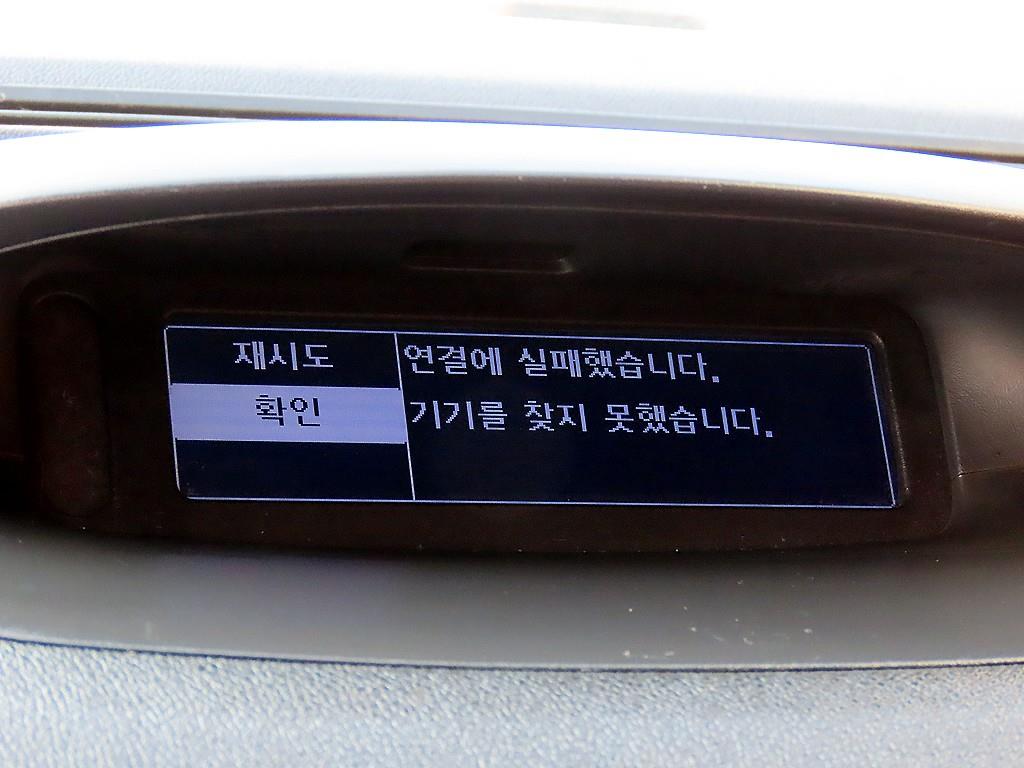 재시도
확인
연결에 실패했습니다.
기기를 찾지 못했습니다.